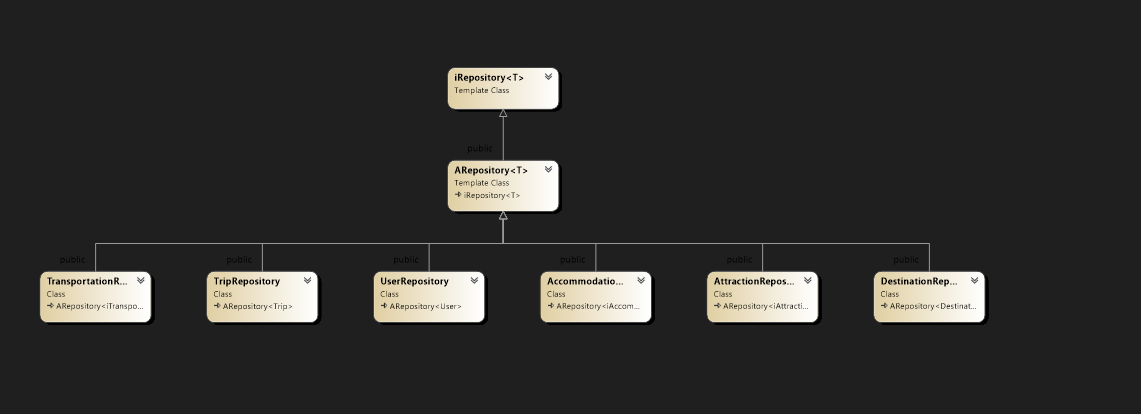 iRepository<T>
Template Class
public
ARepository<T>
Template Class
iRepository<T>
public
public
public
public
public
public
TransportationR...
Class
ARepository<iTranspo...
TripRepository
Class
ARepository<Trip>
UserRepository
Class
ARepository<User>
Accommodatio...
Class
ARepository<iAccom...
AttractionRepos...
Class
ARepository<iAttracti...
DestinationRep...
Class
ARepository<Destinat...